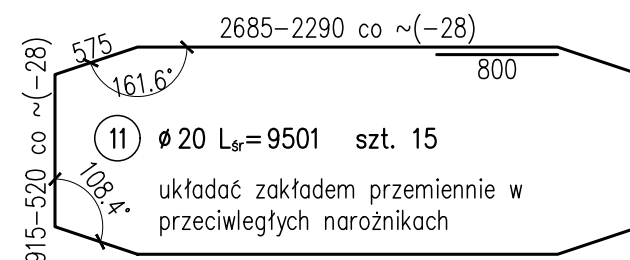 2685-2290 co ~(-28)
575
800
161.6°
915-520 co ~(-28)
11 ø20 Lśr=9501 szt. 15
108.4°
układać zakładem przemiennie w
przeciwległych narożnikach